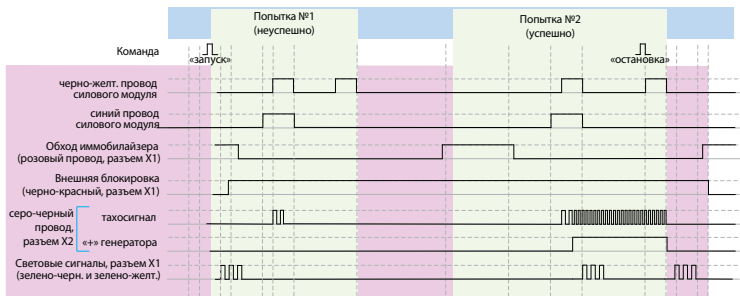 Попытка №1
(неуспешно)
Попытка №2
(успешно)
Команда
«запуск»
«остановка»
черно-желт. провод
силового модуля
синий провод
силового модуля
Обход иммобилайзера
(розовый провод, разъем X1)
Внешняя блокировка
(черно-красный, разъем X1)
серо-черный
провод,
разъем X2
тахосигнал
«+» генератора
Световые сигналы, разъем X1
(зелено-черн. и зелено-желт.)